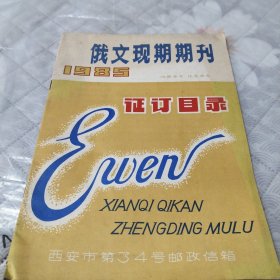 俄文现期期刊
1985
征订目录
Ewen
XIANQI QIKAN
ZHENGDING MULU
西安市第34号邮政信箱